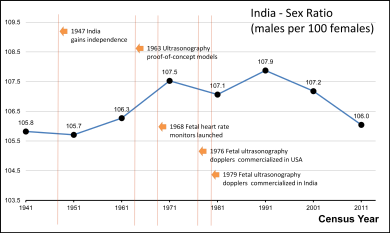 India - Sex Ratio
(males per 100 females)
109.5
108.5
107.5
106.5
105.5
104.5
103.5
1947 India
gains independence
1963 Ultrasonography
proof-of-concept models
1968 Fetal heart rate
monitors launched
1976 Fetal ultrasonography
dopplers commercialized in USA
1979 Fetal ultrasonography
dopplers commercialized in India
105.8
105.7
106.3
107.5
107.1
107.9
107.2
106.0
1941 1951 1961 1971 1981 1991 2001 2011
Census Year